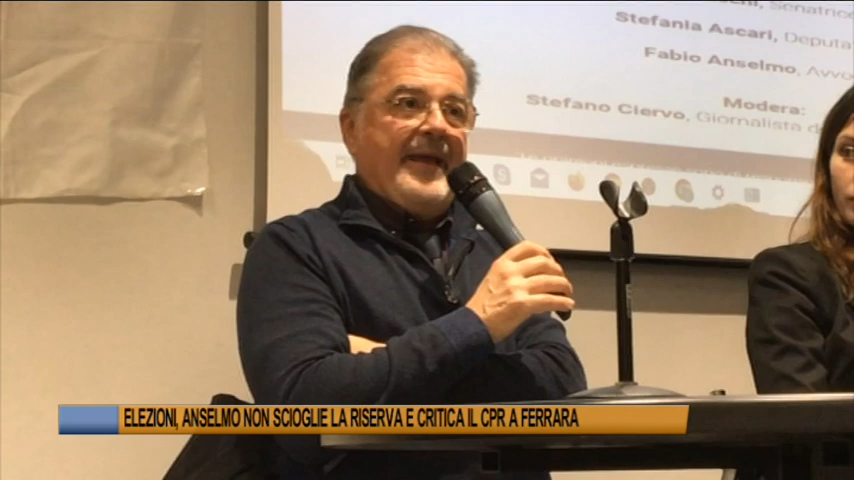 Senatrice
Stefania Ascari, Deputa
Fabio Anselmo, Avvo
Modera:
Stefano Ciervo, Giornalista d
ELEZIONI, ANSELMO NON SCIOGLIE LA RISERVA E CRITICA IL CPR A FERRARA